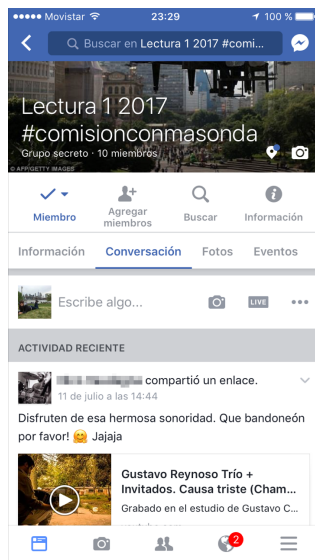 Movistar 23:29 100 %
Buscar en Lectura 1 2017 #comi...
Lectura 1 2017
#comisionconmasonda
Grupo secreto · 10 miembros
© AFP/GETTY IMAGES
Miembro
Agregar
miembros
Buscar
Información
Información Conversación Fotos Eventos
Escribe algo... LIVE
ACTIVIDAD RECIENTE
compartió un enlace.
11 de julio a las 14:44
Disfruten de esa hermosa sonoridad. Que bandoneón
por favor! 🤗 Jajaja
Gustavo Reynoso Trío +
Invitados. Causa triste (Cham...
Grabado en el estudio de Gustavo C...
2